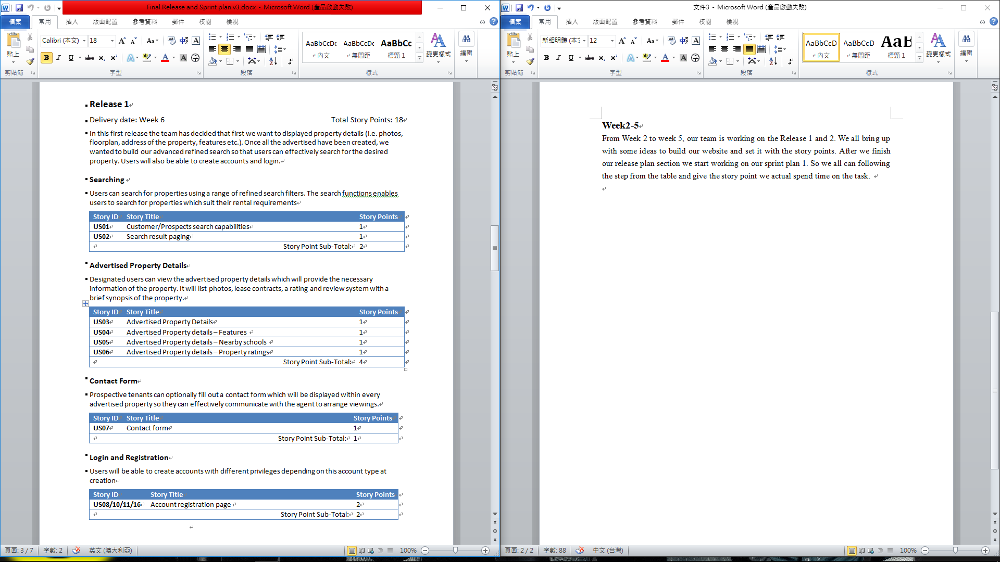 Final Release and Sprint plan v3.docx - Microsoft Word (產品啟動失敗)
檔案 常用 插入 版面配置 參考資料 郵件 校閱 檢視
Calibri (本文) 18
貼上
AaBbCcDc AaBbCcDc AaBbCc
內文 無間距 標題 1
變更樣式 編輯
剪貼簿 字型 段落 樣式
Release 1
Delivery date: Week 6 Total Story Points: 18
In this first release the team has decided that first we want to displayed property details (i.e. photos,
floorplan, address of the property, features etc.). Once all the advertised have been created, we
wanted to build our advanced refined search so that users can effectively search for the desired
property. Users will also be able to create accounts and login.
Searching
Users can search for properties using a range of refined search filters. The search functions enables
users to search for properties which suit their rental requirements
Story ID Story Title Story Points
US01 Customer/Prospects search capabilities 1
US02 Search result paging 1
Story Point Sub-Total: 2
Advertised Property Details
Designated users can view the advertised property details which will provide the necessary
information of the property. It will list photos, lease contracts, a rating and review system with a
brief synopsis of the property.
Story ID Story Title Story Points
US03 Advertised Property Details 1
US04 Advertised Property details – Features 1
US05 Advertised Property details – Nearby schools 1
US06 Advertised Property details – Property ratings 1
Story Point Sub-Total: 4
Contact Form
Prospective tenants can optionally fill out a contact form which will be displayed within every
advertised property so they can effectively communicate with the agent to arrange viewings.
Story ID Story Title Story Points
US07 Contact form 1
Story Point Sub-Total: 1
Login and Registration
Users will be able to create accounts with different privileges depending on this account type at
creation
Story ID Story Title Story Points
US08/10/11/16 Account registration page 2
Story Point Sub-Total: 2
頁面: 3 / 7 字數: 2 英文 (澳大利亞) 100%
文件3 - Microsoft Word (產品啟動失敗)
檔案 常用 插入 版面配置 參考資料 郵件 校閱 檢視
新細明體 (本文 12
貼上
AaBbCcD AaBbCcD AaB
內文 無間距 標題 1
變更樣式 編輯
剪貼簿 字型 段落 樣式
Week2-5
From Week 2 to week 5, our team is working on the Release 1 and 2. We all bring up
with some ideas to build our website and set it with the story points. After we finish
our release plan section we start working on our sprint plan 1. So we all can following
the step from the table and give the story point we actual spend time on the task.
頁面: 2 / 2 字數: 88 中文 (台灣) 100%